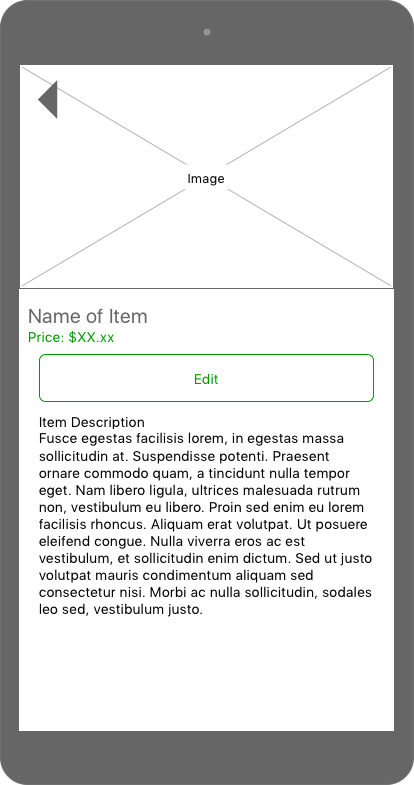 Image
Name of Item
Price: $XX.xx
Edit
Item Description
Fusce egestas facilisis lorem, in egestas massa
sollicitudin at. Suspendisse potenti. Praesent
ornare commodo quam, a tincidunt nulla tempor
eget. Nam libero ligula, ultrices malesuada rutrum
non, vestibulum eu libero. Proin sed enim eu lorem
facilisis rhoncus. Aliquam erat volutpat. Ut posuere
eleifend congue. Nulla viverra eros ac est
vestibulum, et sollicitudin enim dictum. Sed ut justo
volutpat mauris condimentum aliquam sed
consectetur nisi. Morbi ac nulla sollicitudin, sodales
leo sed, vestibulum justo.